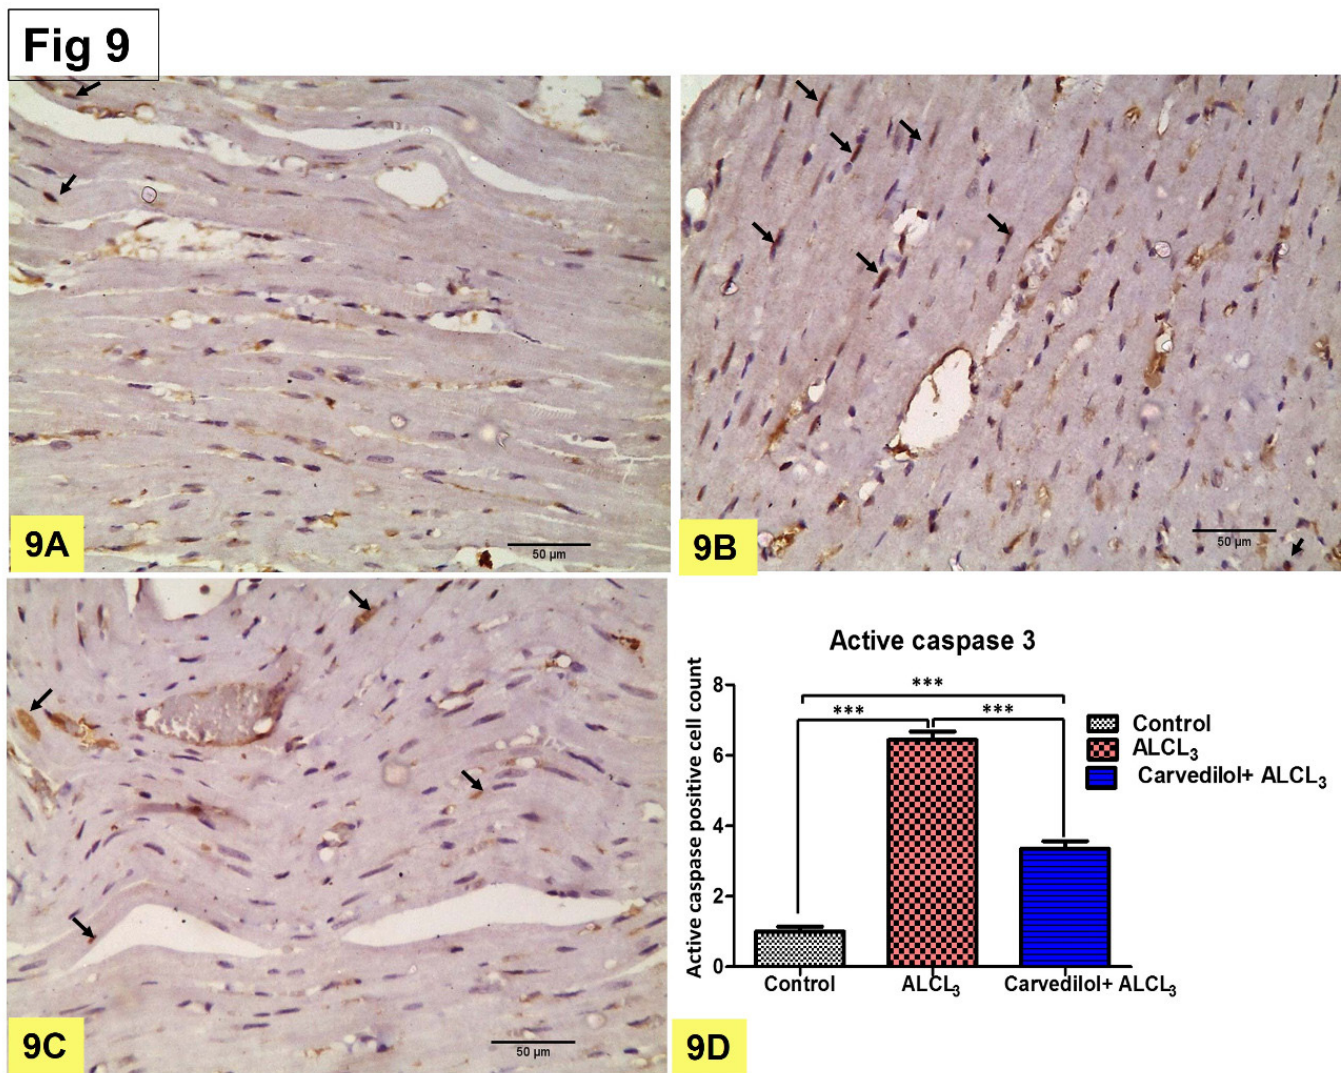 Fig 9
9A
50 µm
9B
50 µm
9C
50 µm
Active caspase 3
Active caspase positive cell count
8
6
4
2
0
***
***
***
Control
ALCL₃
Carvedilol+ ALCL₃
Control
ALCL₃
Carvedilol+ ALCL₃
9D